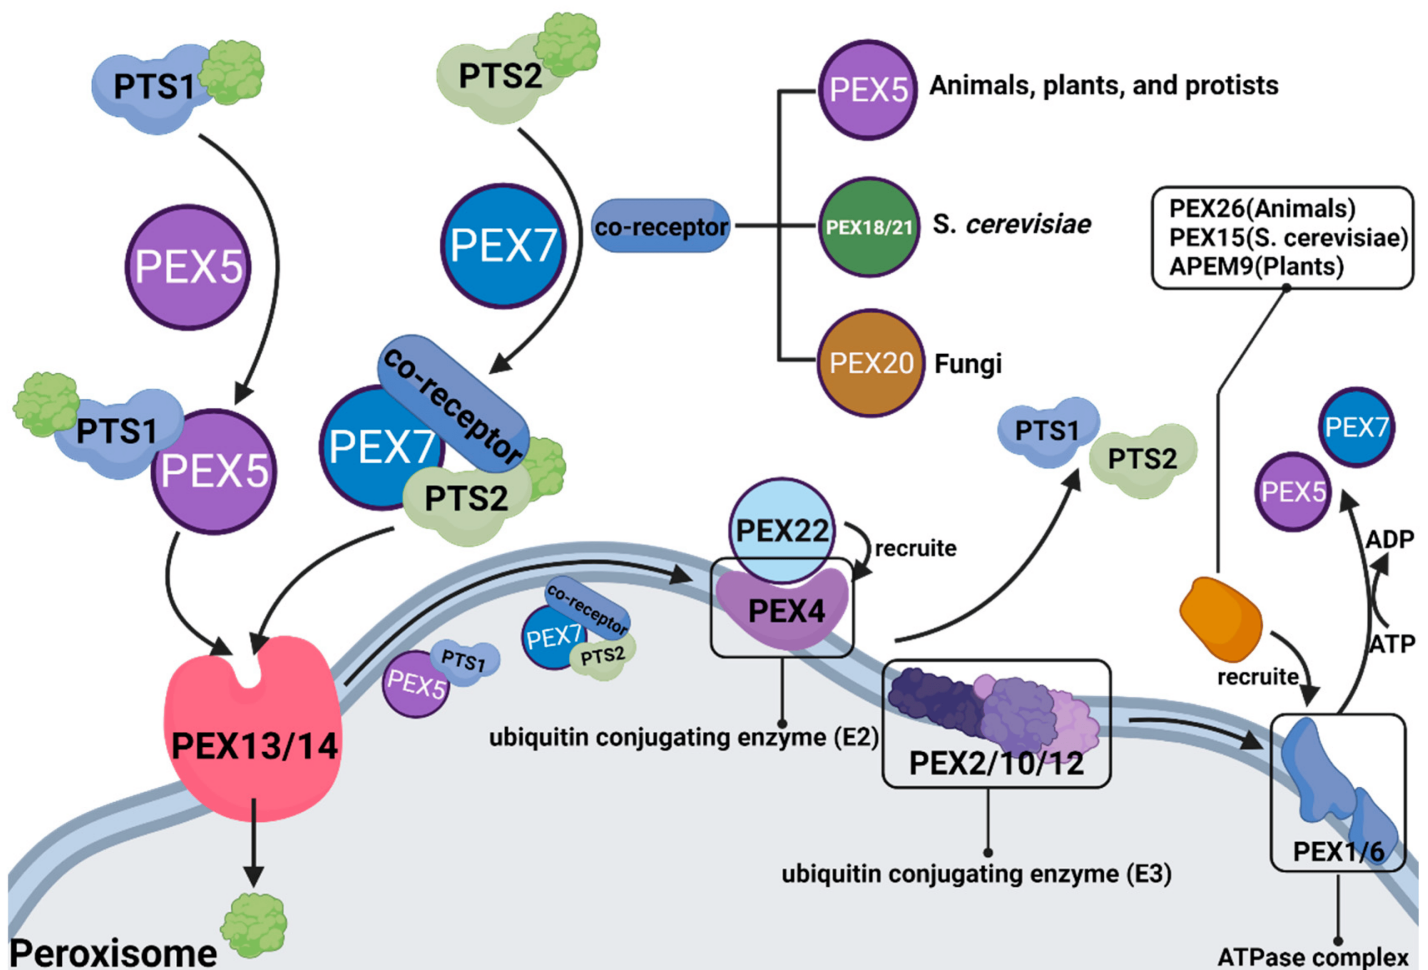 PTS1
PTS2
PEX5
Animals, plants, and protists
PEX5
PEX7
co-receptor
PEX18/21
S. cerevisiae
PEX26(Animals)
PEX15(S. cerevisiae)
APEM9(Plants)
PEX20
Fungi
PTS1
PEX5
co-receptor
PEX7
PTS2
PTS1
PTS2
PEX7
PEX5
PEX22
recruite
ADP
ATP
co-receptor
PEX7
PTS2
PTS1
PEX5
PEX4
recruite
PEX13/14
ubiquitin conjugating enzyme (E2)
PEX2/10/12
PEX1/6
ubiquitin conjugating enzyme (E3)
Peroxisome
ATPase complex